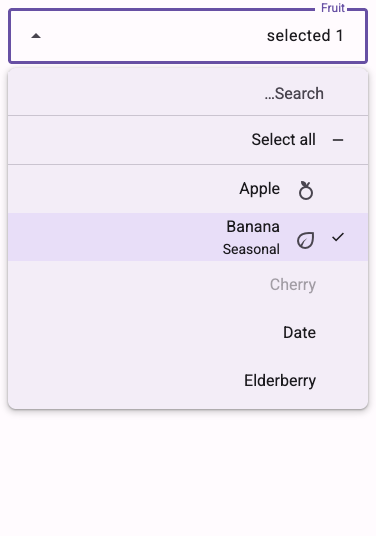 Fruit
selected 1
...Search
Select all
Apple
Banana
Seasonal
Cherry
Date
Elderberry